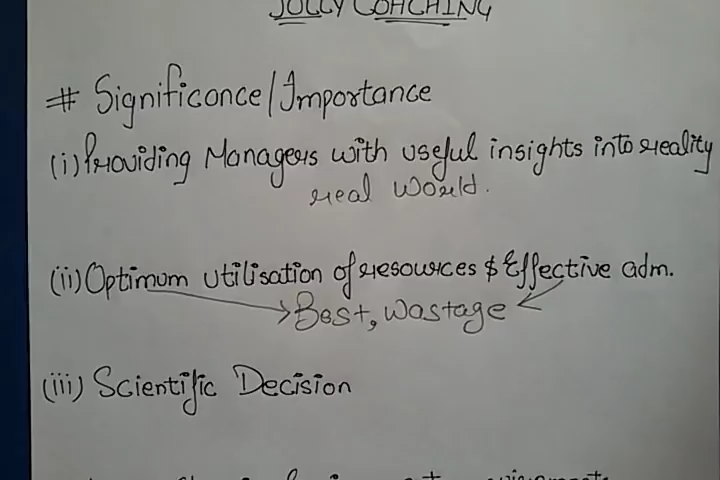 JOLLY COACHING
# Significance/Importance
(i) Providing Managers with useful insights into reality
real World.
(ii) Optimum utilisation of resources & Effective adm.
Best, Wastage
(iii) Scientific Decision